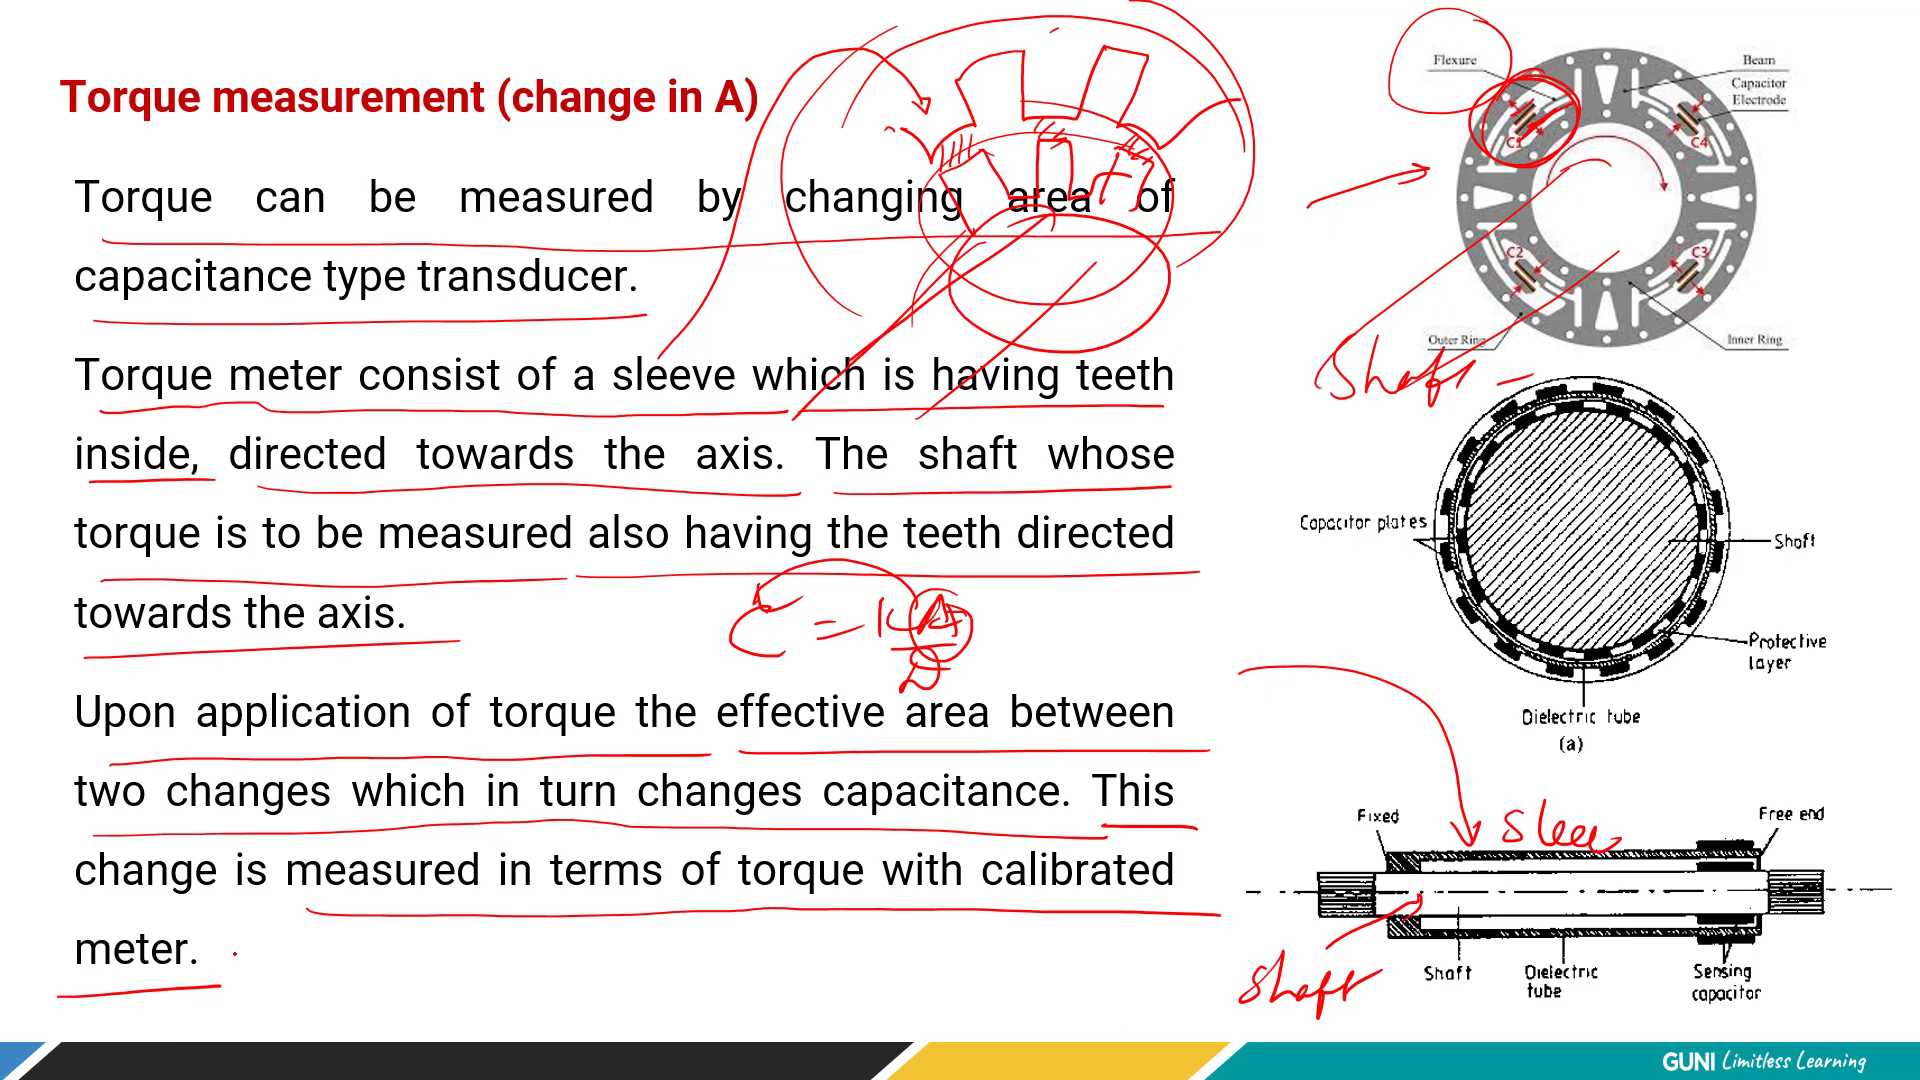 Torque measurement (change in A)
Torque can be measured by changing area of
capacitance type transducer.
Torque meter consist of a sleeve which is having teeth
inside, directed towards the axis. The shaft whose
torque is to be measured also having the teeth directed
towards the axis.
C = KA
D
Upon application of torque the effective area between
two changes which in turn changes capacitance. This
change is measured in terms of torque with calibrated
meter.
Flexure
Beam
Capacitor
Electrode
C1
C4
C2
C3
Outer Ring
Inner Ring
Shaft
Capacitor plates
Shaft
Protective
layer
Dielectric tube
(a)
Fixed
Slee
Free end
Shaft
Shaft
Dielectric
tube
Sensing
capacitor
GUNI Limitless Learning